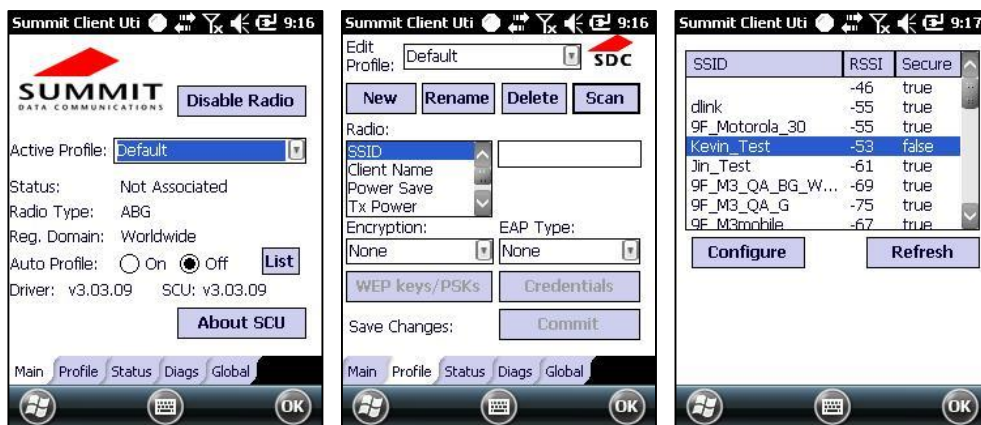 Summit Client Uti 9:16
SUMMIT
DATA COMMUNICATIONS
Disable Radio
Active Profile: Default
Status: Not Associated
Radio Type: ABG
Reg. Domain: Worldwide
Auto Profile: On Off List
Driver: v3.03.09 SCU: v3.03.09
About SCU
Main Profile Status Diags Global
OK
Summit Client Uti 9:16
Edit Profile: Default
SDC
New Rename Delete Scan
Radio:
SSID
Client Name
Power Save
Tx Power
Encryption: EAP Type:
None None
WEP keys/PSKs Credentials
Save Changes: Commit
Main Profile Status Diags Global
OK
Summit Client Uti 9:17
SSID RSSI Secure
-46 true
dlink -55 true
9F_Motorola_30 -55 true
Kevin_Test -53 false
Jin_Test -61 true
9F_M3_QA_BG_W... -69 true
9F_M3_QA_G -75 true
9F_M3mobile -67 true
Configure Refresh
OK